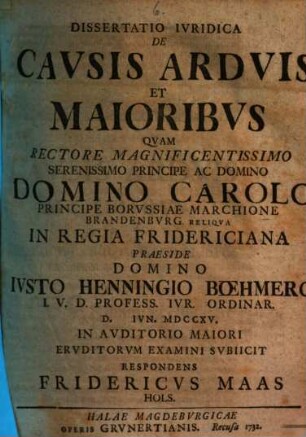 6.
DISSERTATIO IVRIDICA
DE
CAVSIS ARDVIS
ET
MAIORIBVS
QVAM
RECTORE MAGNIFICENTISSIMO
SERENISSIMO PRINCIPE AC DOMINO
DOMINO CAROLO
PRINCIPE BORVSSIAE MARCHIONE
BRANDENBVRG. RELIQVA
IN REGIA FRIDERICIANA
PRAESIDE
DOMINO
IVSTO HENNINGIO BŒHMERO
I. V. D. PROFESS. IVR. ORDINAR.
D. IVN. MDCCXV.
IN AVDITORIO MAIORI
ERVDITORVM EXAMINI SVBIICIT
RESPONDENS
FRIDERICVS MAAS
HOLS.
HALAE MAGDEBVRGICAE
OPERIS GRVNERTIANIS. Recusa 1732.